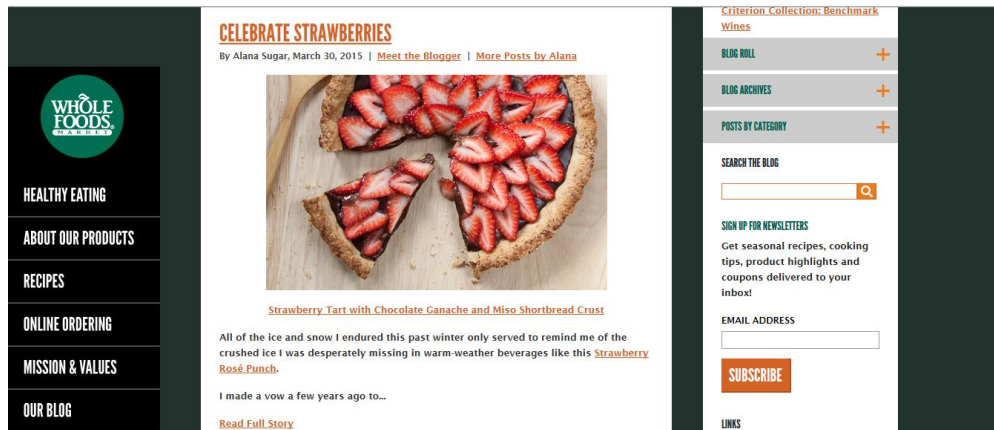 WHOLE
FOODS
MARKET
HEALTHY EATING
ABOUT OUR PRODUCTS
RECIPES
ONLINE ORDERING
MISSION & VALUES
OUR BLOG
CELEBRATE STRAWBERRIES
By Alana Sugar, March 30, 2015 | Meet the Blogger | More Posts by Alana
Strawberry Tart with Chocolate Ganache and Miso Shortbread Crust
All of the ice and snow I endured this past winter only served to remind me of the
crushed ice I was desperately missing in warm-weather beverages like this Strawberry
Rosé Punch.
I made a vow a few years ago to...
Read Full Story
Criterion Collection: Benchmark
Wines
BLOG ROLL
BLOG ARCHIVES
POSTS BY CATEGORY
SEARCH THE BLOG
SIGN UP FOR NEWSLETTERS
Get seasonal recipes, cooking
tips, product highlights and
coupons delivered to your
inbox!
EMAIL ADDRESS
SUBSCRIBE
LINKS